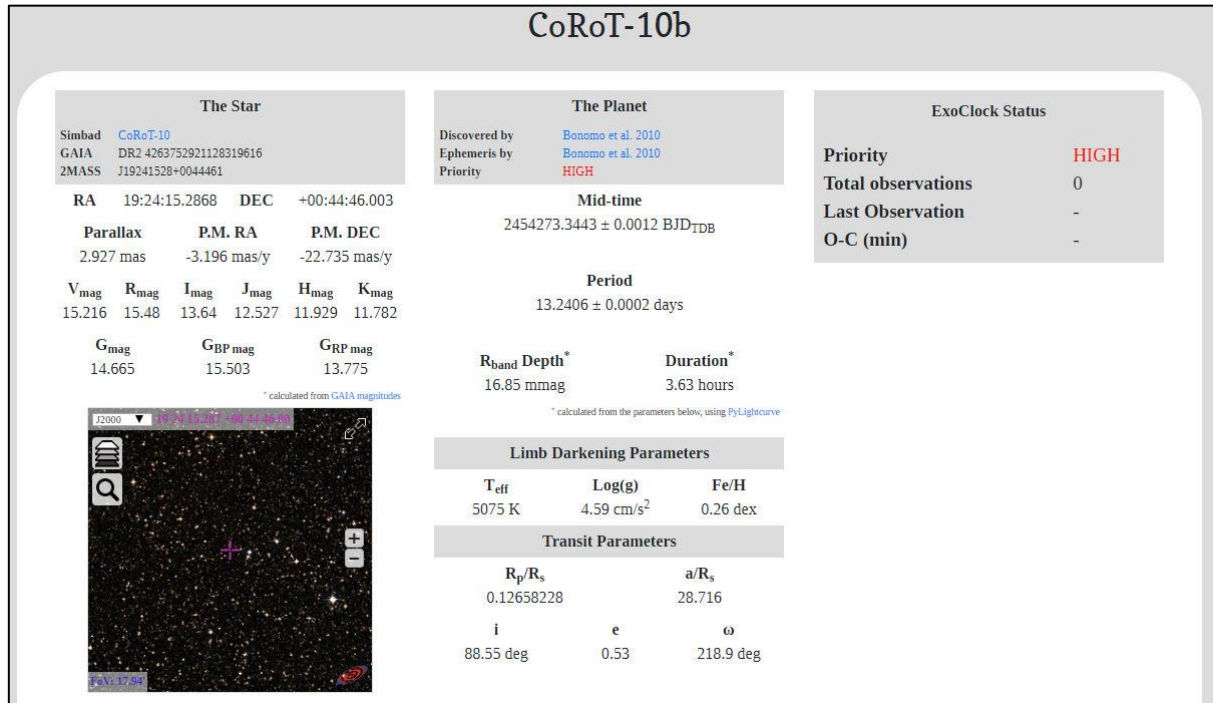 CoRoT-10b
The Star
Simbad CoRoT-10
GAIA DR2 4263752921128319616
2MASS J19241528+0044461
RA 19:24:15.2868 DEC +00:44:46.003
Parallax P.M. RA P.M. DEC
2.927 mas -3.196 mas/y -22.735 mas/y
Vmag Rmag Imag Jmag Hmag Kmag
15.216 15.48 13.64 12.527 11.929 11.782
Gmag GBP mag GRP mag
14.665 15.503 13.775
* calculated from GAIA magnitudes
J2000 ▼ 19 24 15.287 +00 44 46.00
+
−
FoV: 17.94'
The Planet
Discovered by Bonomo et al. 2010
Ephemeris by Bonomo et al. 2010
Priority HIGH
Mid-time
2454273.3443 ± 0.0012 BJDTDB
Period
13.2406 ± 0.0002 days
Rband Depth* Duration*
16.85 mmag 3.63 hours
* calculated from the parameters below, using PyLightcurve
Limb Darkening Parameters
Teff Log(g) Fe/H
5075 K 4.59 cm/s² 0.26 dex
Transit Parameters
Rp/Rs a/Rs
0.12658228 28.716
i e ω
88.55 deg 0.53 218.9 deg
ExoClock Status
Priority HIGH
Total observations 0
Last Observation -
O-C (min) -